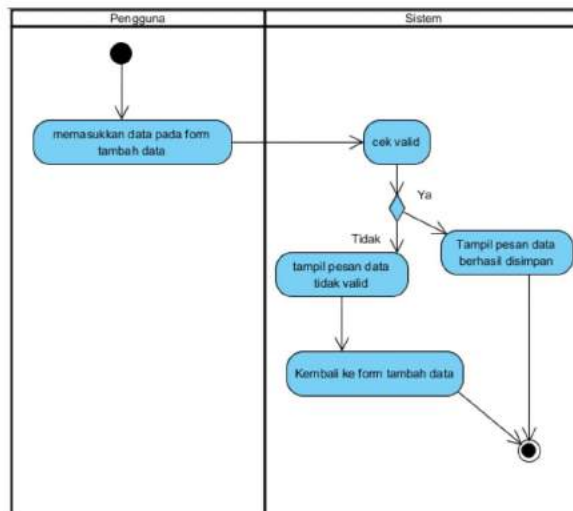 Pengguna
Sistem
memasukkan data pada form
tambah data
cek valid
Ya
Tidak
Tampil pesan data
berhasil disimpan
tampil pesan data
tidak valid
Kembali ke form tambah data